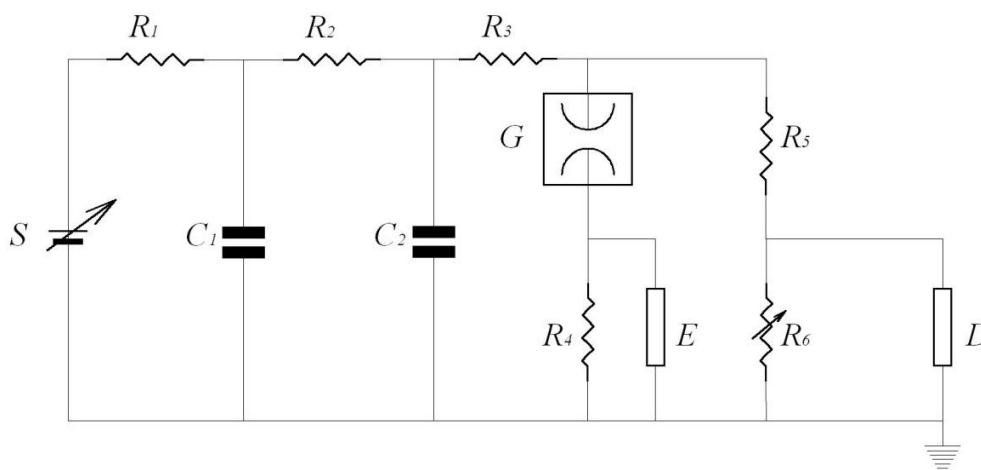 R₁ R₂ R₃
G R₅
S C₁ C₂
R₄ E R₆ D